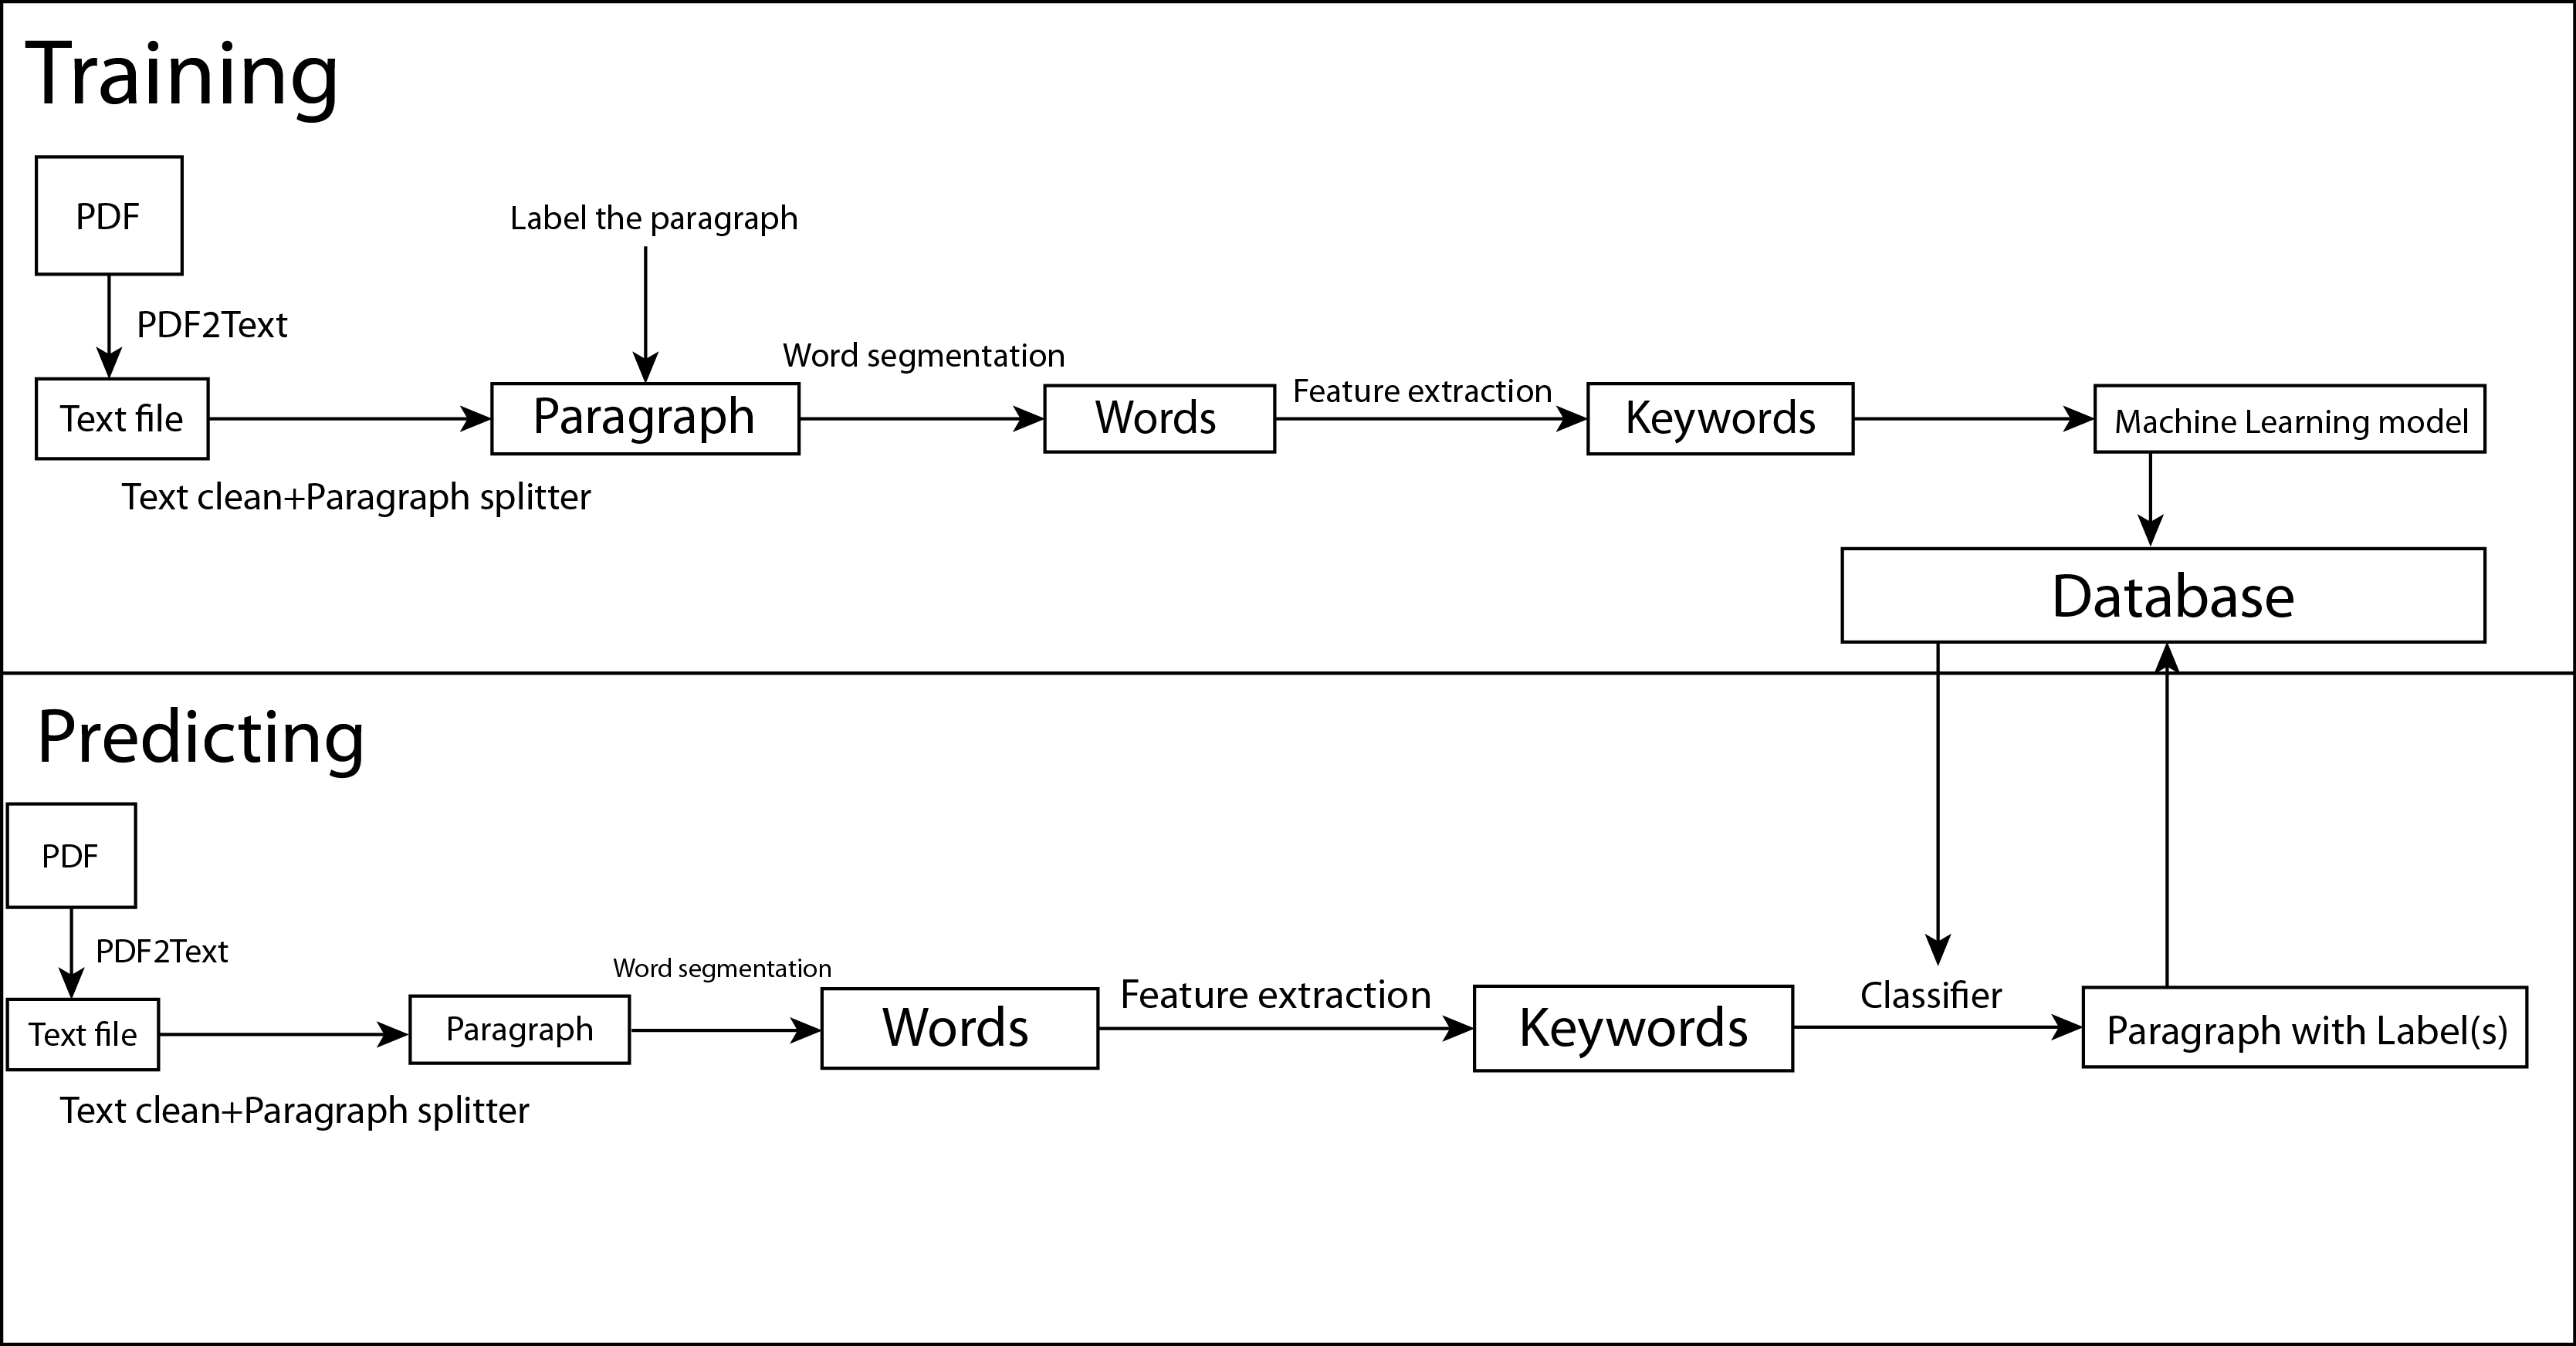 Training
PDF
Label the paragraph
PDF2Text
Word segmentation
Feature extraction
Text file
Paragraph
Words
Keywords
Machine Learning model
Text clean+Paragraph splitter
Database
Predicting
PDF
PDF2Text
Word segmentation
Feature extraction
Classifier
Text file
Paragraph
Words
Keywords
Paragraph with Label(s)
Text clean+Paragraph splitter